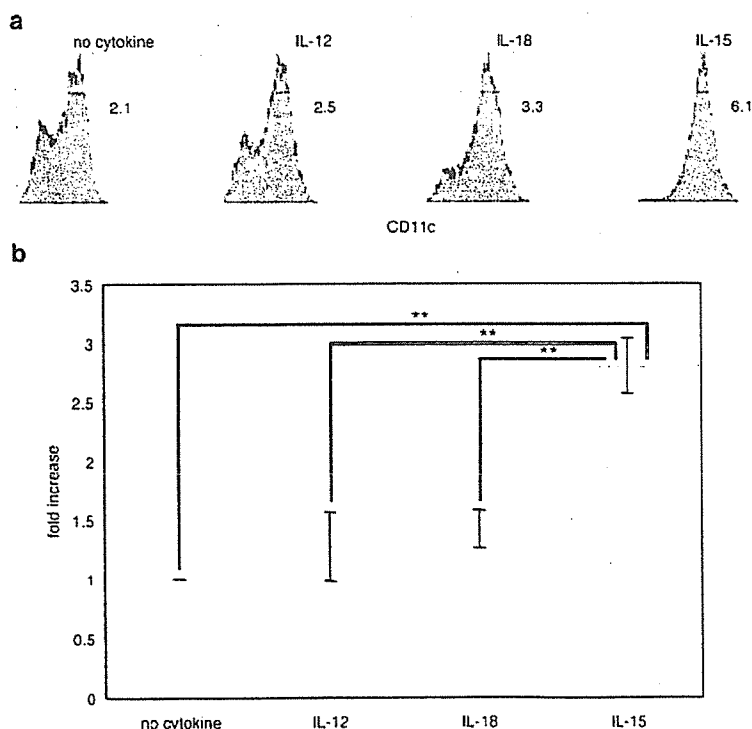 a
no cytokine IL-12 IL-18 IL-15
2.1 2.5 3.3 6.1
CD11c
b
3.5
** 
3 **
**
2.5
2
fold increase
1.5
1
0.5
0
no cytokine IL-12 IL-18 IL-15